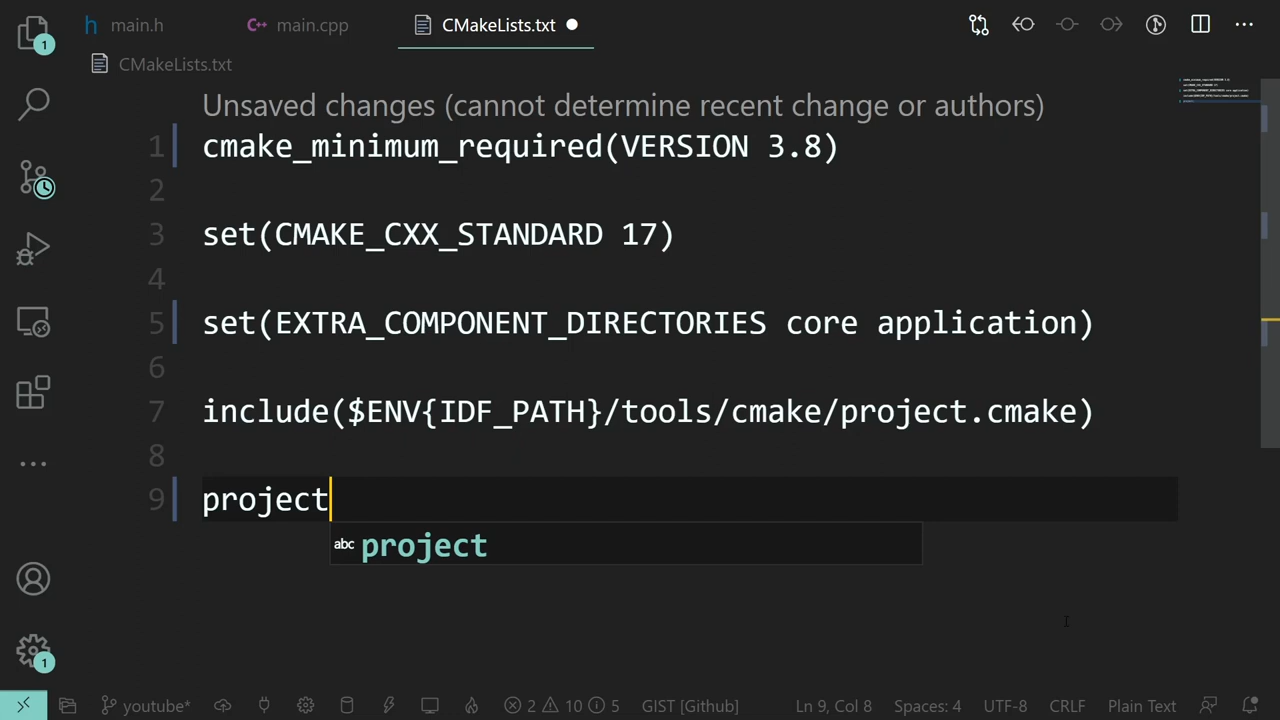 main.h
main.cpp
CMakeLists.txt
CMakeLists.txt
Unsaved changes (cannot determine recent change or authors)
1 cmake_minimum_required(VERSION 3.8)
2
3 set(CMAKE_CXX_STANDARD 17)
4
5 set(EXTRA_COMPONENT_DIRECTORIES core application)
6
7 include($ENV{IDF_PATH}/tools/cmake/project.cmake)
8
9 project
abc project
1
1
youtube* 2 10 5 GIST [Github] Ln 9, Col 8 Spaces: 4 UTF-8 CRLF Plain Text